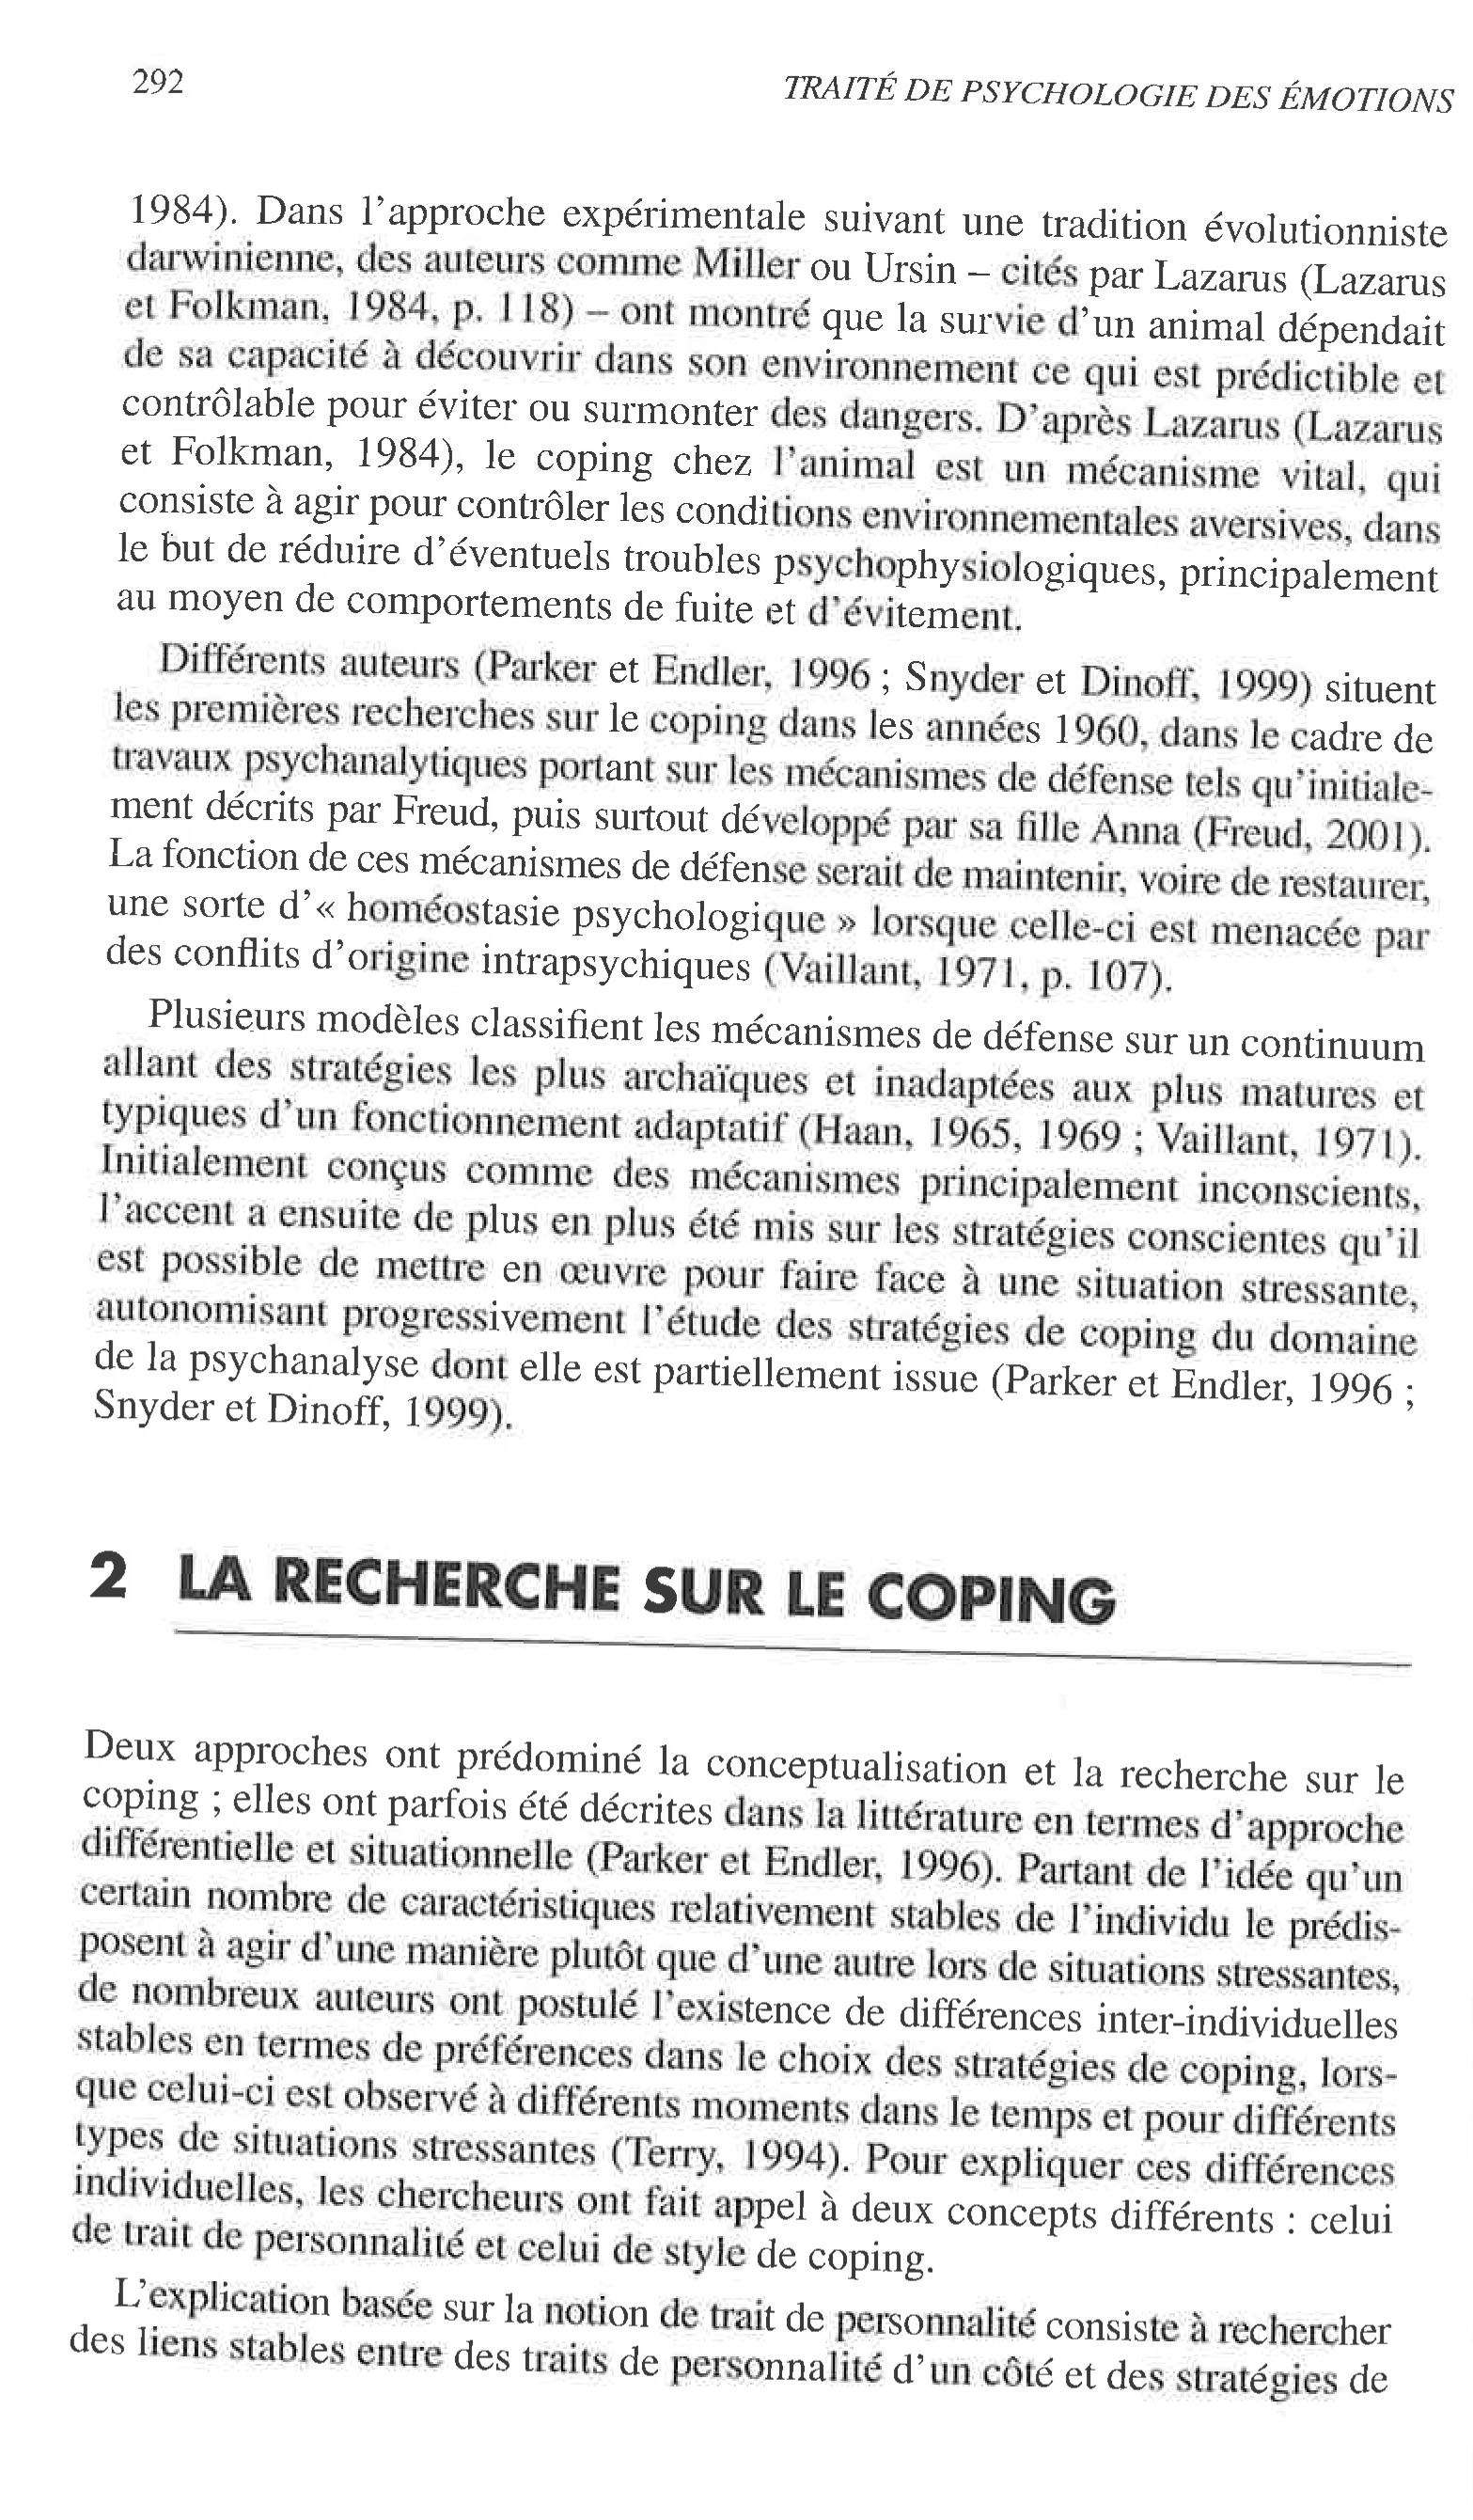 292
TRAITÉ DE PSYCHOLOGIE DES ÉMOTIONS
1984). Dans l'approche expérimentale suivant une tradition évolutionniste
darwinienne, des auteurs comme Miller ou Ursin – cités par Lazarus (Lazarus
et Folkman, 1984, p. 118) – ont montré que la survie d'un animal dépendait
de sa capacité à découvrir dans son environnement ce qui est prédictible et
contrôlable pour éviter ou surmonter des dangers. D'après Lazarus (Lazarus
et Folkman, 1984), le coping chez l'animal est un mécanisme vital, qui
consiste à agir pour contrôler les conditions environnementales aversives, dans
le but de réduire d'éventuels troubles psychophysiologiques, principalement
au moyen de comportements de fuite et d'évitement.
Différents auteurs (Parker et Endler, 1996 ; Snyder et Dinoff, 1999) situent
les premières recherches sur le coping dans les années 1960, dans le cadre de
travaux psychanalytiques portant sur les mécanismes de défense tels qu'initiale-
ment décrits par Freud, puis surtout développé par sa fille Anna (Freud, 2001).
La fonction de ces mécanismes de défense serait de maintenir, voire de restaurer,
une sorte d'« homéostasie psychologique » lorsque celle-ci est menacée par
des conflits d'origine intrapsychiques (Vaillant, 1971, p. 107).
Plusieurs modèles classifient les mécanismes de défense sur un continuum
allant des stratégies les plus archaïques et inadaptées aux plus matures et
typiques d'un fonctionnement adaptatif (Haan, 1965, 1969 ; Vaillant, 1971).
Initialement conçus comme des mécanismes principalement inconscients,
l'accent a ensuite de plus en plus été mis sur les stratégies conscientes qu'il
est possible de mettre en œuvre pour faire face à une situation stressante,
autonomisant progressivement l'étude des stratégies de coping du domaine
de la psychanalyse dont elle est partiellement issue (Parker et Endler, 1996 ;
Snyder et Dinoff, 1999).
2 LA RECHERCHE SUR LE COPING
Deux approches ont prédominé la conceptualisation et la recherche sur le
coping ; elles ont parfois été décrites dans la littérature en termes d'approche
différentielle et situationnelle (Parker et Endler, 1996). Partant de l'idée qu'un
certain nombre de caractéristiques relativement stables de l'individu le prédis-
posent à agir d'une manière plutôt que d'une autre lors de situations stressantes,
de nombreux auteurs ont postulé l'existence de différences inter-individuelles
stables en termes de préférences dans le choix des stratégies de coping, lors-
que celui-ci est observé à différents moments dans le temps et pour différents
types de situations stressantes (Terry, 1994). Pour expliquer ces différences
individuelles, les chercheurs ont fait appel à deux concepts différents : celui
de trait de personnalité et celui de style de coping.
L'explication basée sur la notion de trait de personnalité consiste à rechercher
des liens stables entre des traits de personnalité d'un côté et des stratégies de